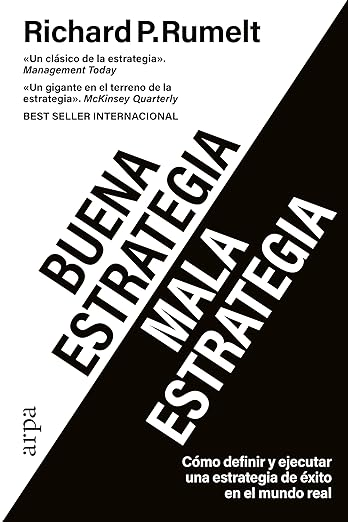 Richard P. Rumelt
«Un clásico de la estrategia».
Management Today
«Un gigante en el terreno de la
estrategia». McKinsey Quarterly
BEST SELLER INTERNACIONAL
BUENA
ESTRATEGIA
MALA
ESTRATEGIA
arpa
Cómo definir y ejecutar
una estrategia de éxito
en el mundo real